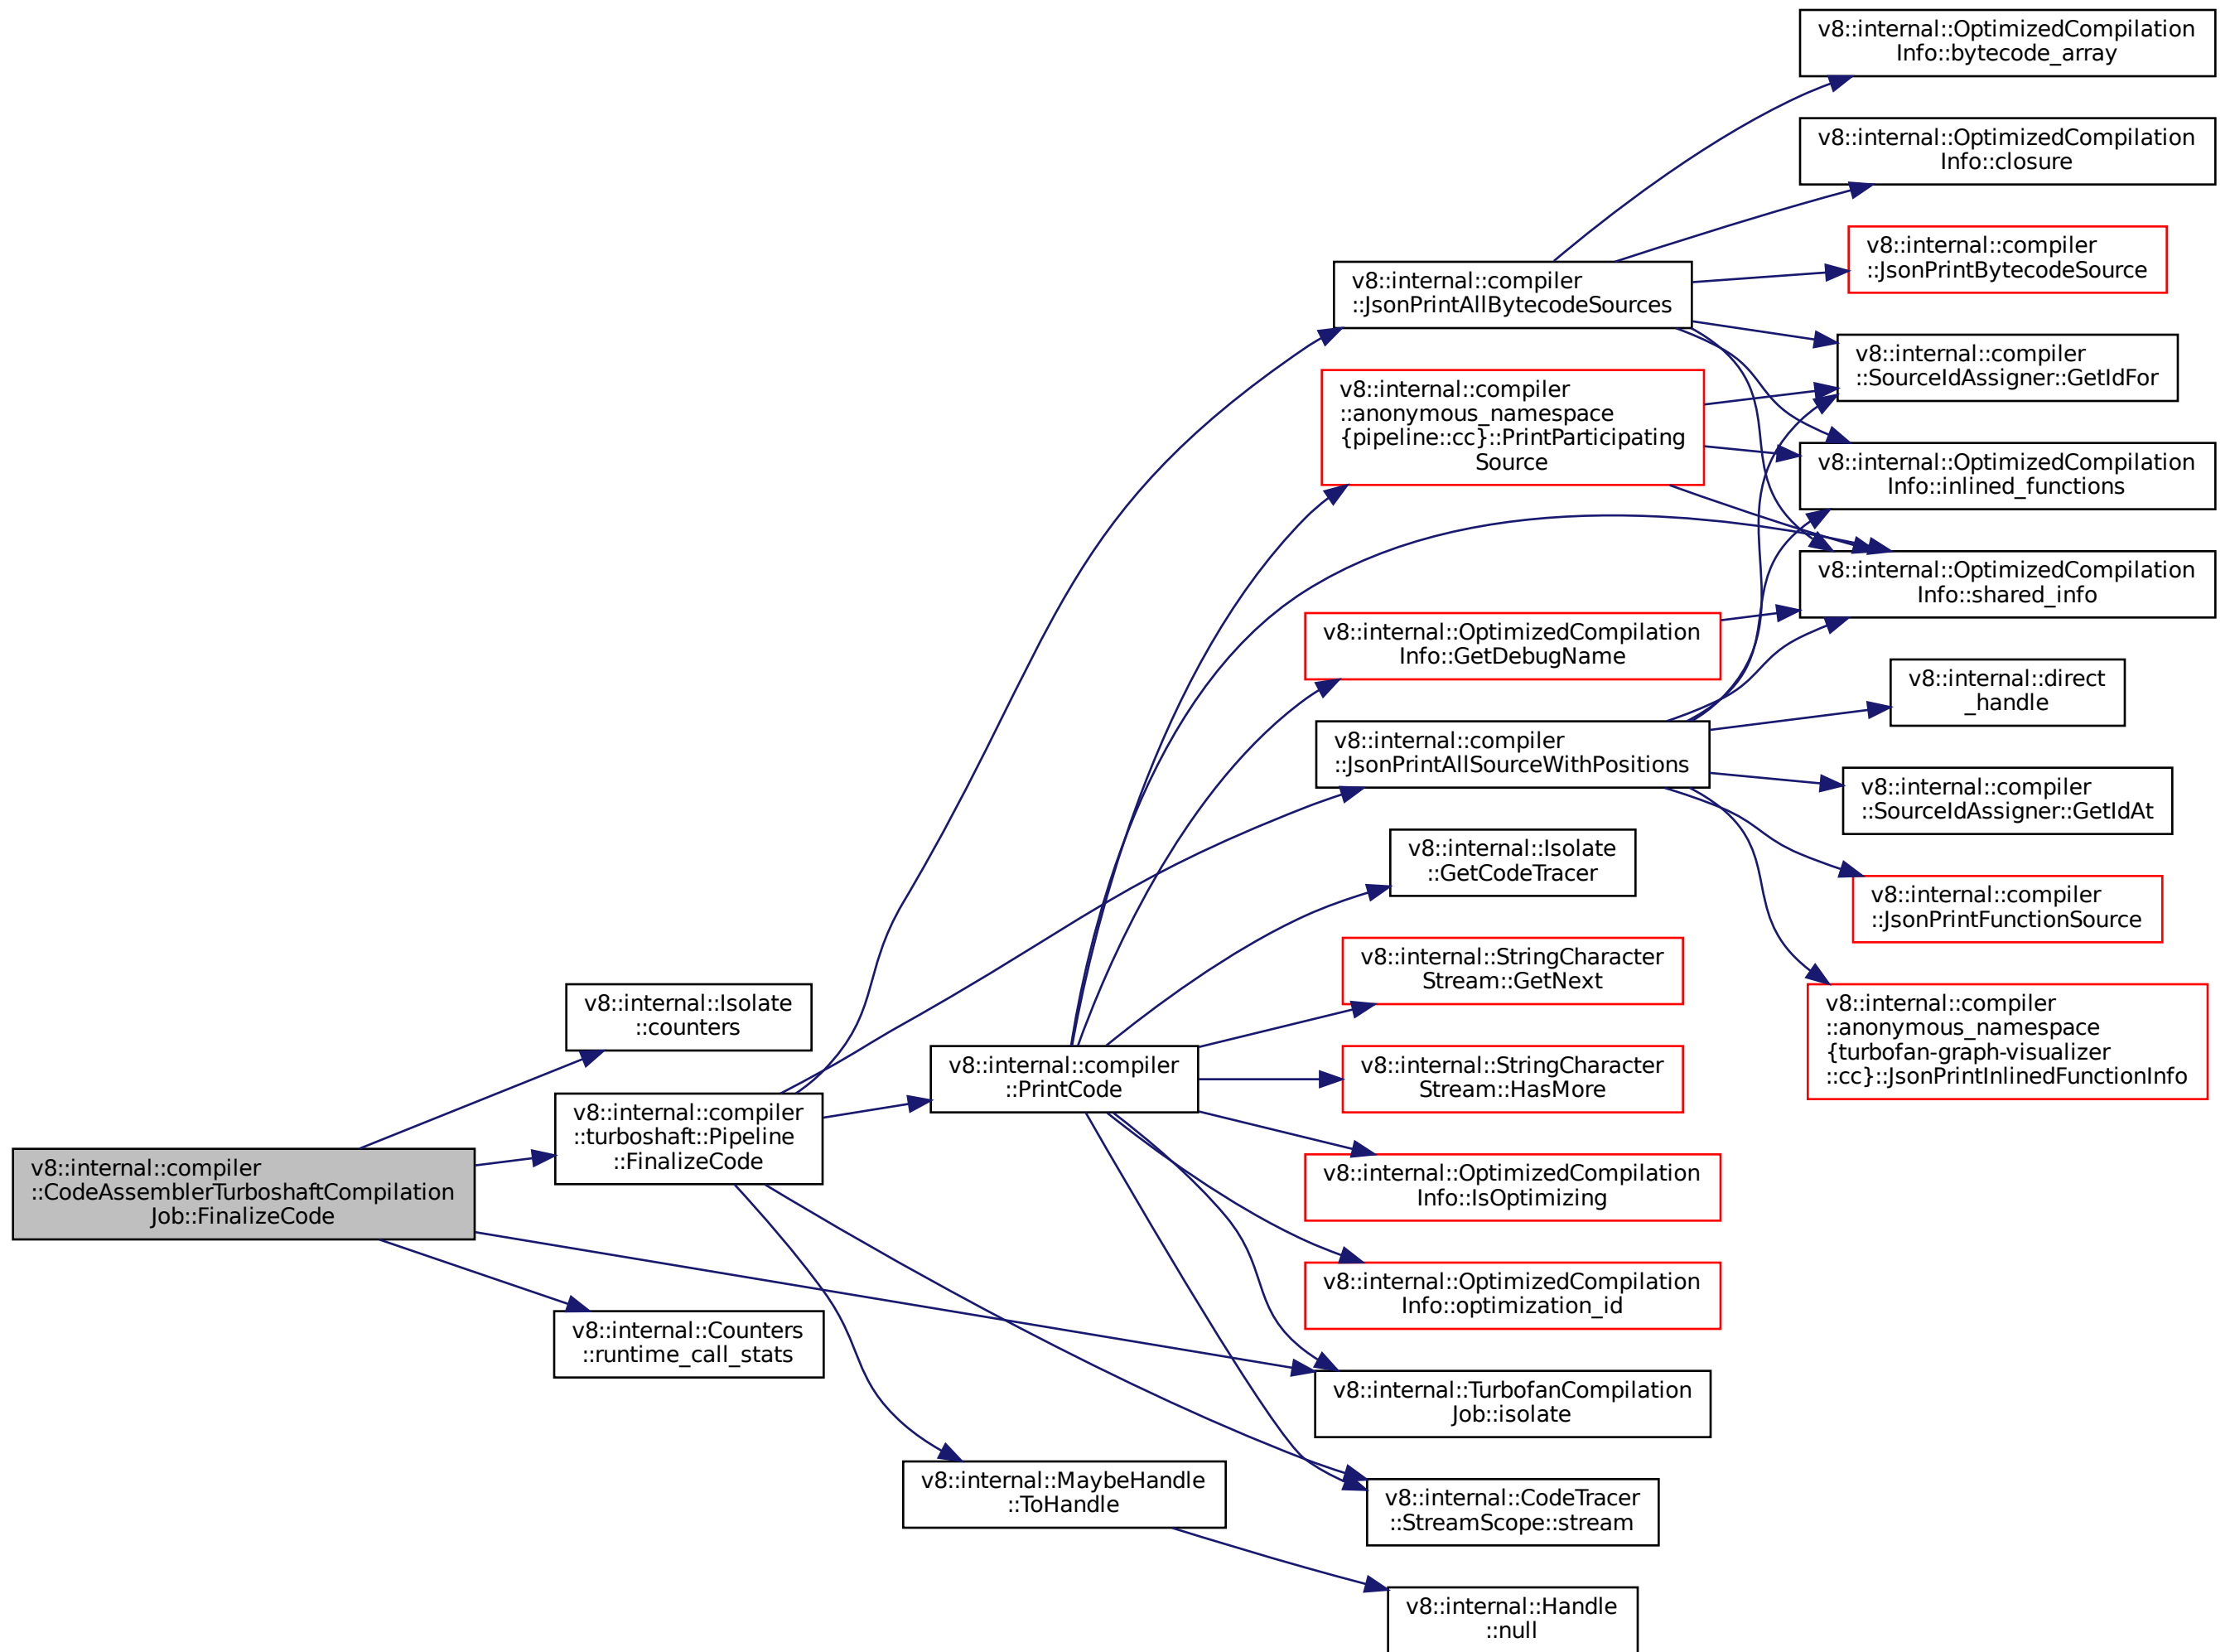 v8::internal::OptimizedCompilation
Info::bytecode_array
v8::internal::OptimizedCompilation
Info::closure
v8::internal::compiler
::JsonPrintBytecodeSource
v8::internal::compiler
::JsonPrintAllBytecodeSources
v8::internal::compiler
::SourceIdAssigner::GetIdFor
v8::internal::compiler
::anonymous_namespace
{pipeline::cc}::PrintParticipating
Source
v8::internal::OptimizedCompilation
Info::inlined_functions
v8::internal::OptimizedCompilation
Info::shared_info
v8::internal::OptimizedCompilation
Info::GetDebugName
v8::internal::direct
_handle
v8::internal::compiler
::JsonPrintAllSourceWithPositions
v8::internal::compiler
::SourceIdAssigner::GetIdAt
v8::internal::Isolate
::GetCodeTracer
v8::internal::compiler
::JsonPrintFunctionSource
v8::internal::StringCharacter
Stream::GetNext
v8::internal::Isolate
::counters
v8::internal::compiler
::anonymous_namespace
{turbofan-graph-visualizer
::cc}::JsonPrintInlinedFunctionInfo
v8::internal::compiler
::PrintCode
v8::internal::StringCharacter
Stream::HasMore
v8::internal::compiler
::turboshaft::Pipeline
::FinalizeCode
v8::internal::compiler
::CodeAssemblerTurboshaftCompilation
Job::FinalizeCode
v8::internal::OptimizedCompilation
Info::IsOptimizing
v8::internal::OptimizedCompilation
Info::optimization_id
v8::internal::Counters
::runtime_call_stats
v8::internal::TurbofanCompilation
Job::isolate
v8::internal::MaybeHandle
::ToHandle
v8::internal::CodeTracer
::StreamScope::stream
v8::internal::Handle
::null